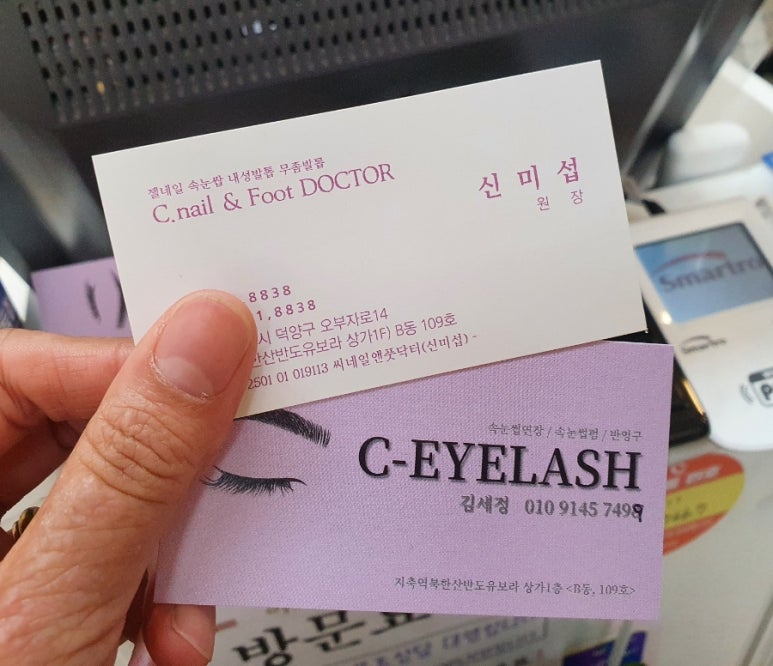 젤네일 속눈썹 내성발톱 무좀발톱
C.nail & Foot DOCTOR
신미섭
원 장
8838
1,8838
시 덕양구 오부자로14
한산반도유보라 상가1F) B동 109호
2501 01 019113 씨네일앤풋닥터(신미섭) -
속눈썹연장 / 속눈썹펌 / 반영구
C-EYELASH
김세정 010 9145 7499
지축역북한산반도유보라 상가1층 <B동, 109호>
Smartro
Smartro
방문